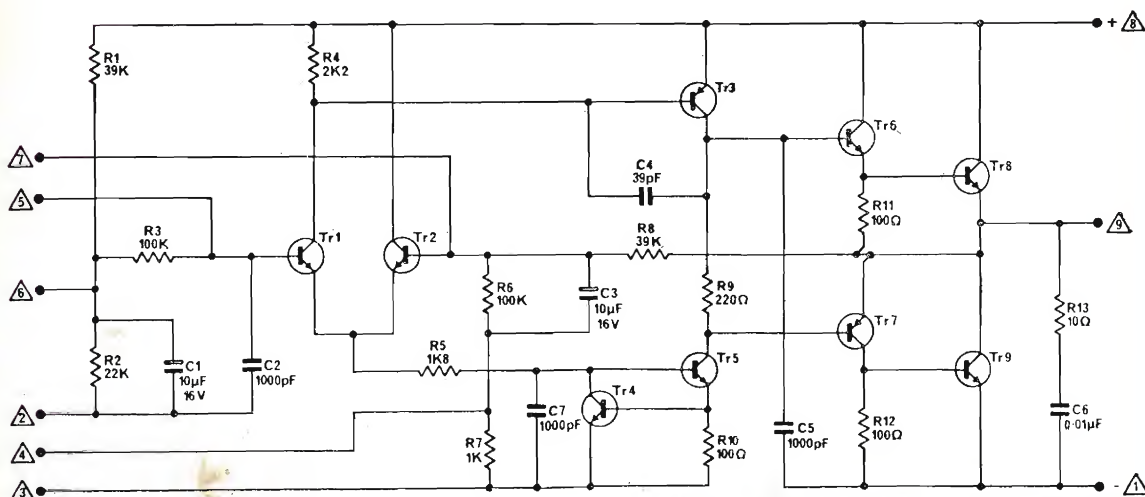 + 8
R1
39K
R4
2K2
Tr3
Tr6
7
C4
39pF
Tr8
5
R11
100Ω
R3
100K
Tr1
Tr2
R8
39K
9
6
R6
100K
C3
10µF
16V
R9
220Ω
R13
10Ω
Tr7
R2
22K
C1
10µF
16V
C2
1000pF
R5
1K8
Tr5
Tr9
Tr4
2
C7
1000pF
R12
100Ω
C6
0·01µF
4
R7
1K
R10
100Ω
C5
1000pF
3
- 1